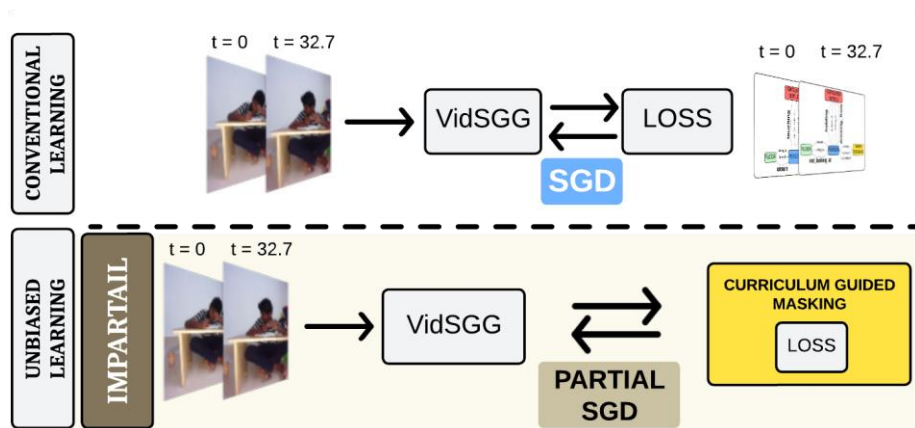 CONVENTIONAL
LEARNING
t = 0
t = 32.7
VidSGG
LOSS
SGD
t = 0
t = 32.7
UNBIASED
LEARNING
IMPARTAIL
t = 0
t = 32.7
VidSGG
PARTIAL
SGD
CURRICULUM GUIDED
MASKING
LOSS